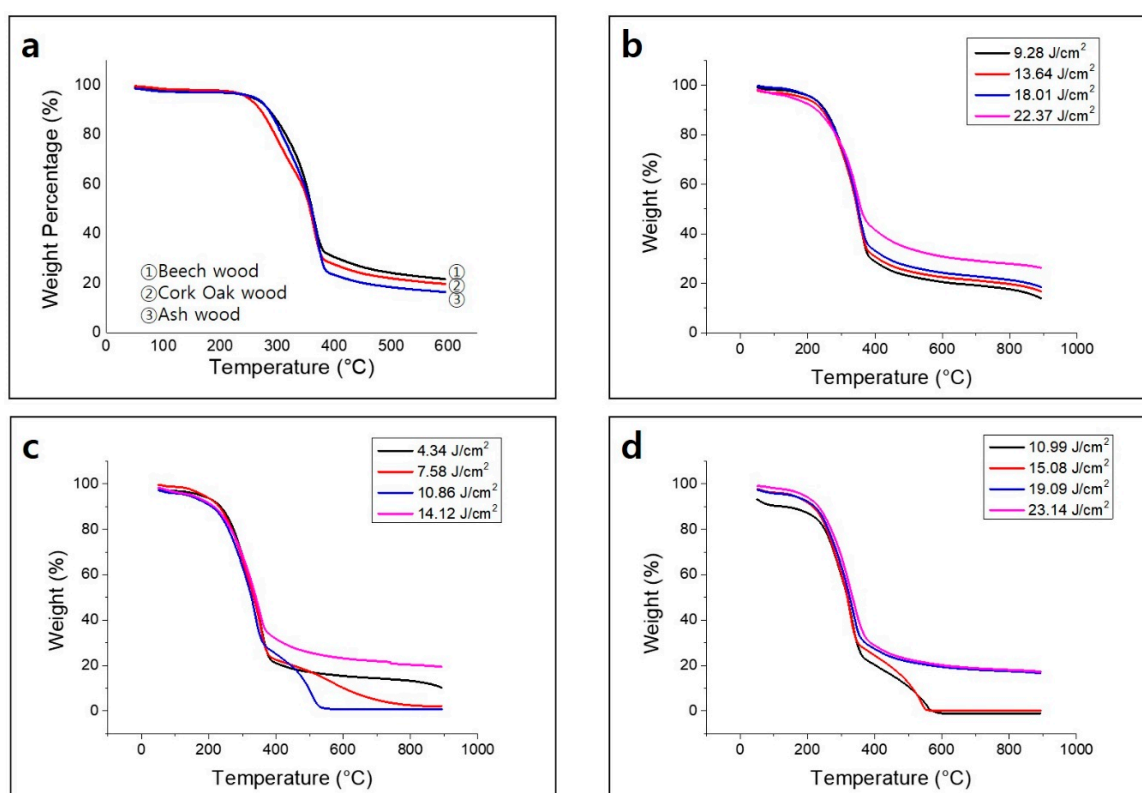 a
Weight Percentage (%)
100
80
60
40
20
0
①Beech wood
②Cork Oak wood
③Ash wood
①
②
③
0 100 200 300 400 500 600
Temperature (°C)
b
Weight (%)
100
80
60
40
20
0
9.28 J/cm²
13.64 J/cm²
18.01 J/cm²
22.37 J/cm²
0 200 400 600 800 1000
Temperature (°C)
c
Weight (%)
100
80
60
40
20
0
4.34 J/cm²
7.58 J/cm²
10.86 J/cm²
14.12 J/cm²
0 200 400 600 800 1000
Temperature (°C)
d
Weight (%)
100
80
60
40
20
0
10.99 J/cm²
15.08 J/cm²
19.09 J/cm²
23.14 J/cm²
0 200 400 600 800 1000
Temperature (°C)